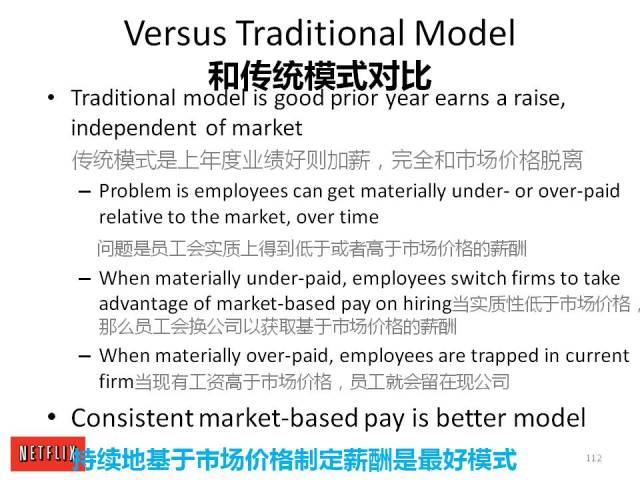 Versus Traditional Model
和传统模式对比
• Traditional model is good prior year earns a raise,
independent of market
传统模式是上年度业绩好则加薪，完全和市场价格脱离
– Problem is employees can get materially under- or over-paid
relative to the market, over time
问题是员工会实质上得到低于或者高于市场价格的薪酬
– When materially under-paid, employees switch firms to take
advantage of market-based pay on hiring当实质性低于市场价格，
那么员工会换公司以获取基于市场价格的薪酬
– When materially over-paid, employees are trapped in current
firm当现有工资高于市场价格，员工就会留在现公司
• Consistent market-based pay is better model
持续地基于市场价格制定薪酬是最好模式
NETFLIX
112